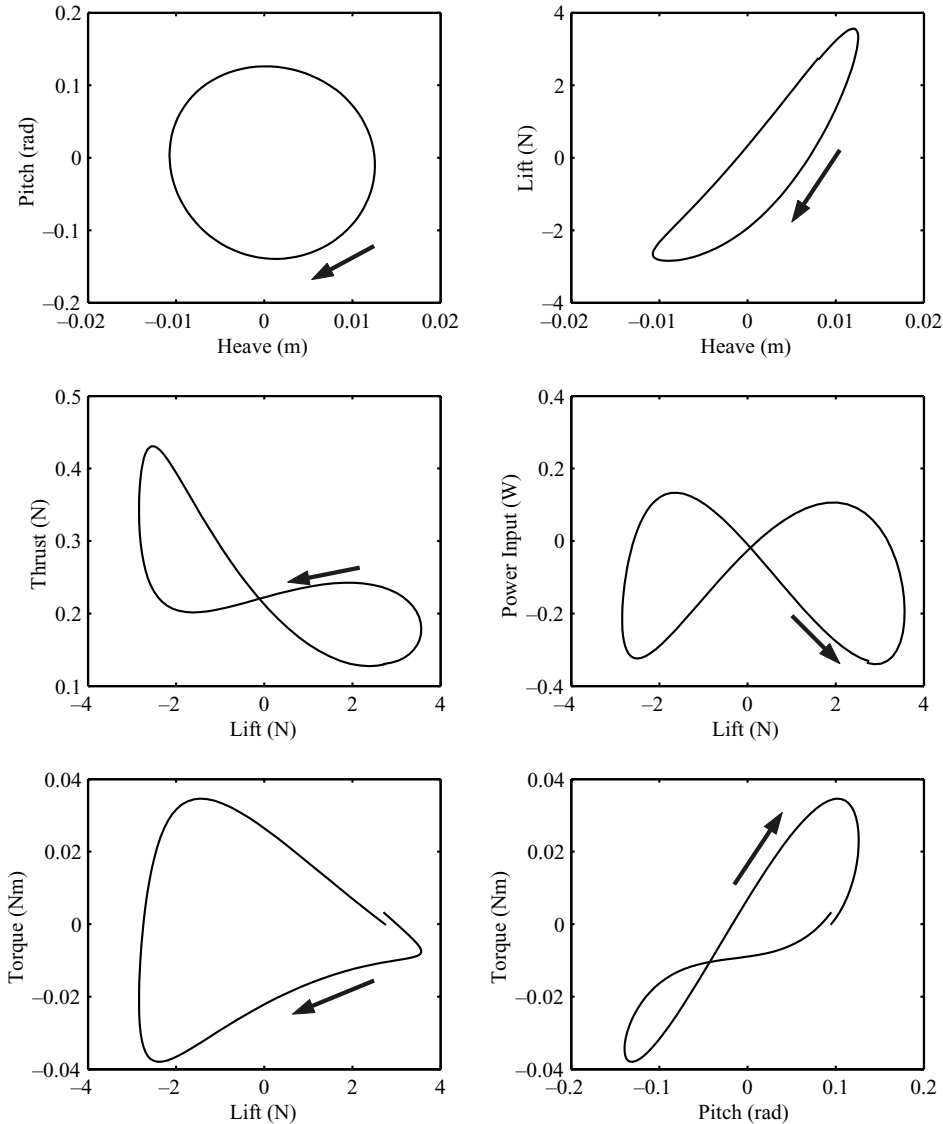 0.2
0.1
0
–0.1
–0.2
Pitch (rad)
–0.02 –0.01 0 0.01 0.02
Heave (m)
4
2
0
–2
–4
Lift (N)
–0.02 –0.01 0 0.01 0.02
Heave (m)
0.5
0.4
0.3
0.2
0.1
Thrust (N)
–4 –2 0 2 4
Lift (N)
0.4
0.2
0
–0.2
–0.4
Power Input (W)
–4 –2 0 2 4
Lift (N)
0.04
0.02
0
–0.02
–0.04
Torque (Nm)
–4 –2 0 2 4
Lift (N)
0.04
0.02
0
–0.02
–0.04
Torque (Nm)
–0.2 –0.1 0 0.1 0.2
Pitch (rad)